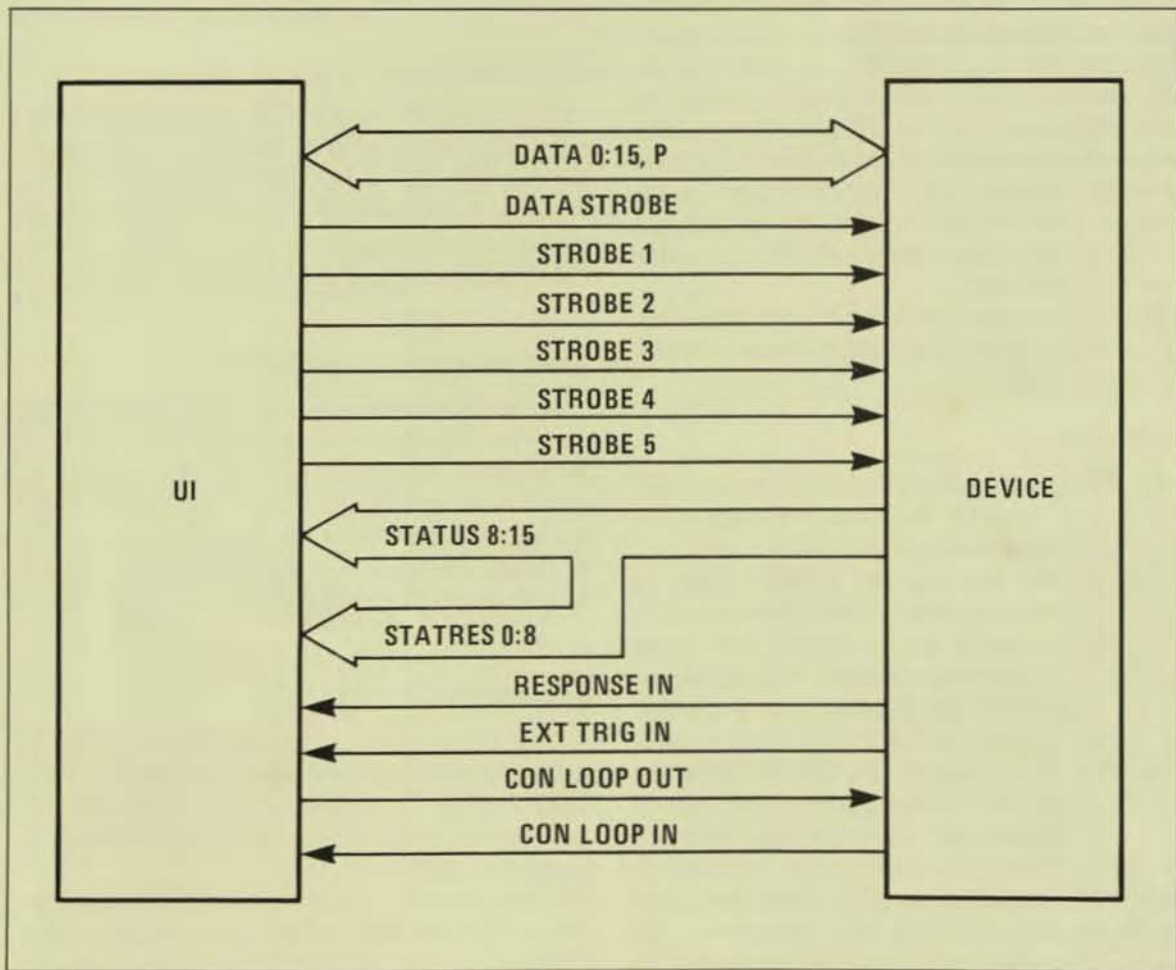 DATA 0:15, P
DATA STROBE
STROBE 1
STROBE 2
STROBE 3
STROBE 4
STROBE 5
UI
DEVICE
STATUS 8:15
STATRES 0:8
RESPONSE IN
EXT TRIG IN
CON LOOP OUT
CON LOOP IN